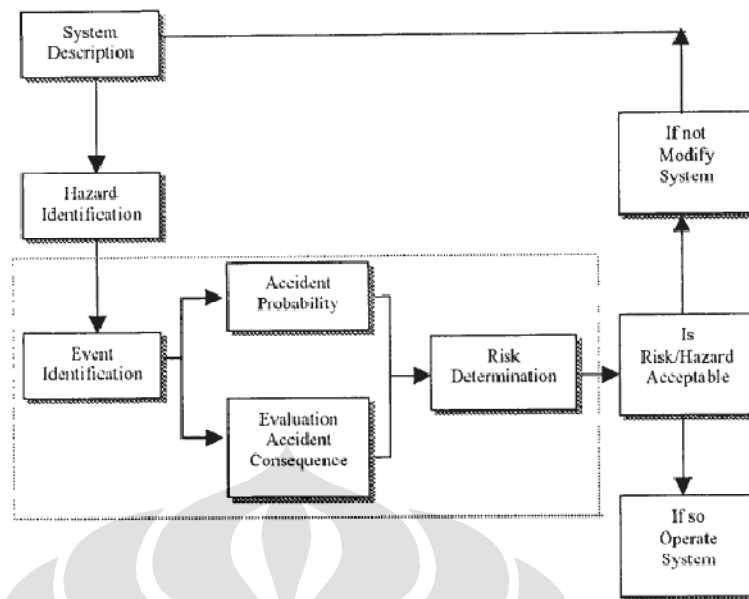 System
Description
If not
Modify
System
Hazard
Identification
Accident
Probability
Event
Identification
Risk
Determination
Is
Risk/Hazard
Acceptable
Evaluation
Accident
Consequence
If so
Operate
System